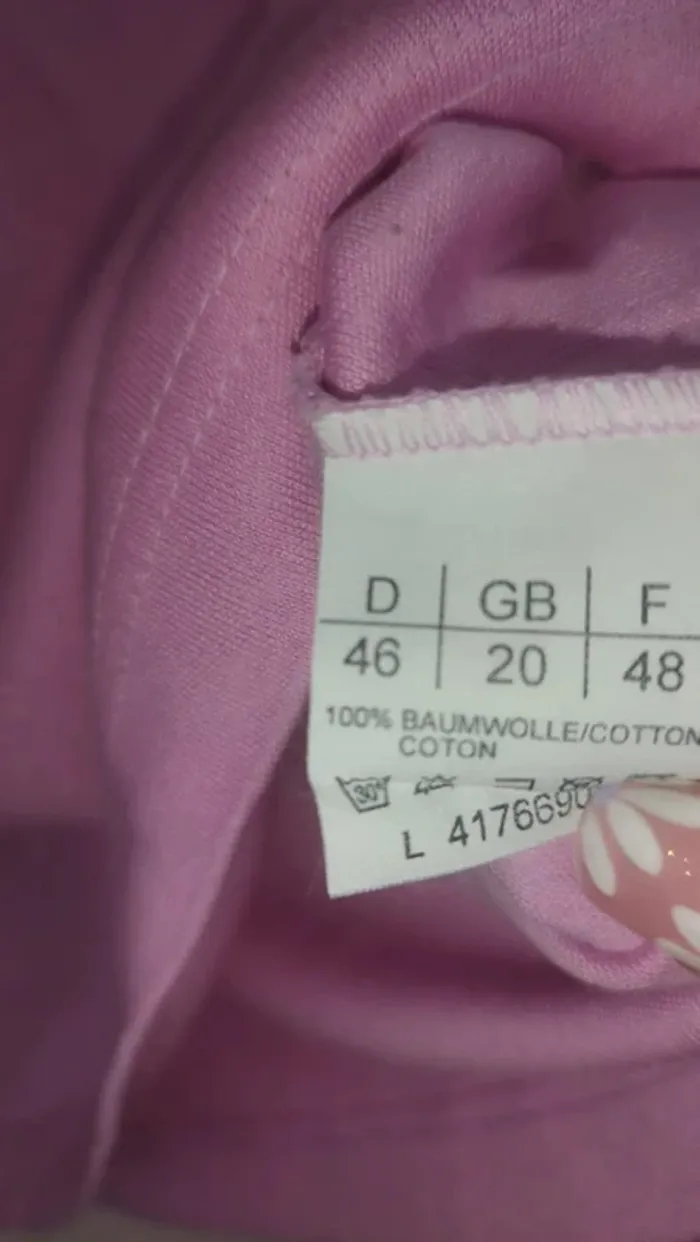 D GB F
46 20 48
100% BAUMWOLLE/COTTON
COTON
30°
L 4176690